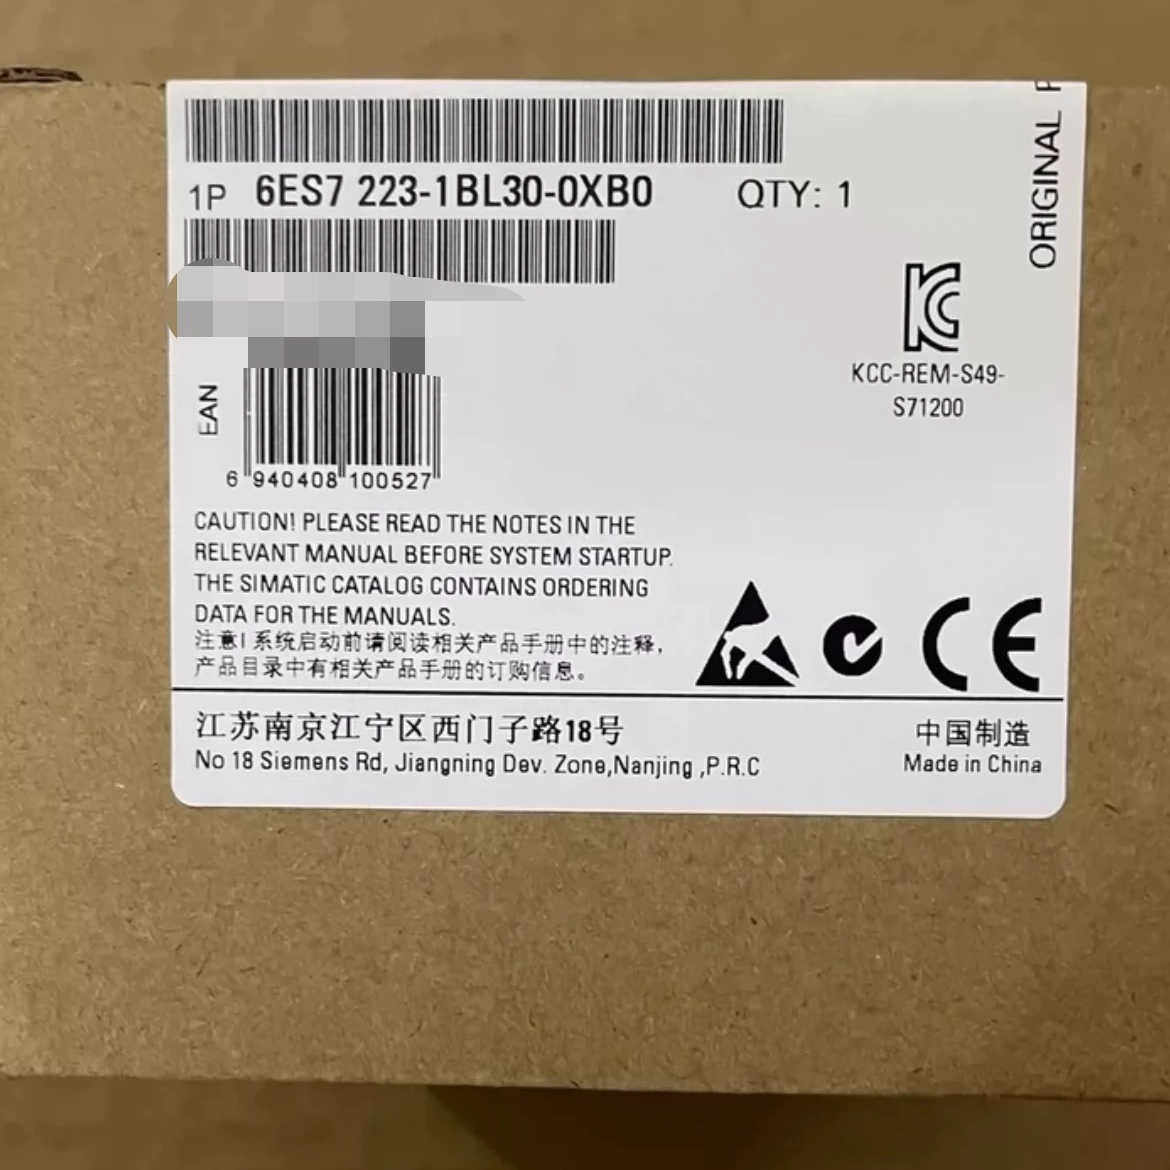 1P 6ES7 223-1BL30-0XB0 QTY: 1
ORIGINAL
KCC-REM-S49-
S71200
EAN
6 940408 100527
CAUTION! PLEASE READ THE NOTES IN THE
RELEVANT MANUAL BEFORE SYSTEM STARTUP.
THE SIMATIC CATALOG CONTAINS ORDERING
DATA FOR THE MANUALS.
注意！系统启动前请阅读相关产品手册中的注释，
产品目录中有相关产品手册的订购信息。
CE
江苏南京江宁区西门子路18号
No 18 Siemens Rd, Jiangning Dev. Zone,Nanjing ,P.R.C
中国制造
Made in China